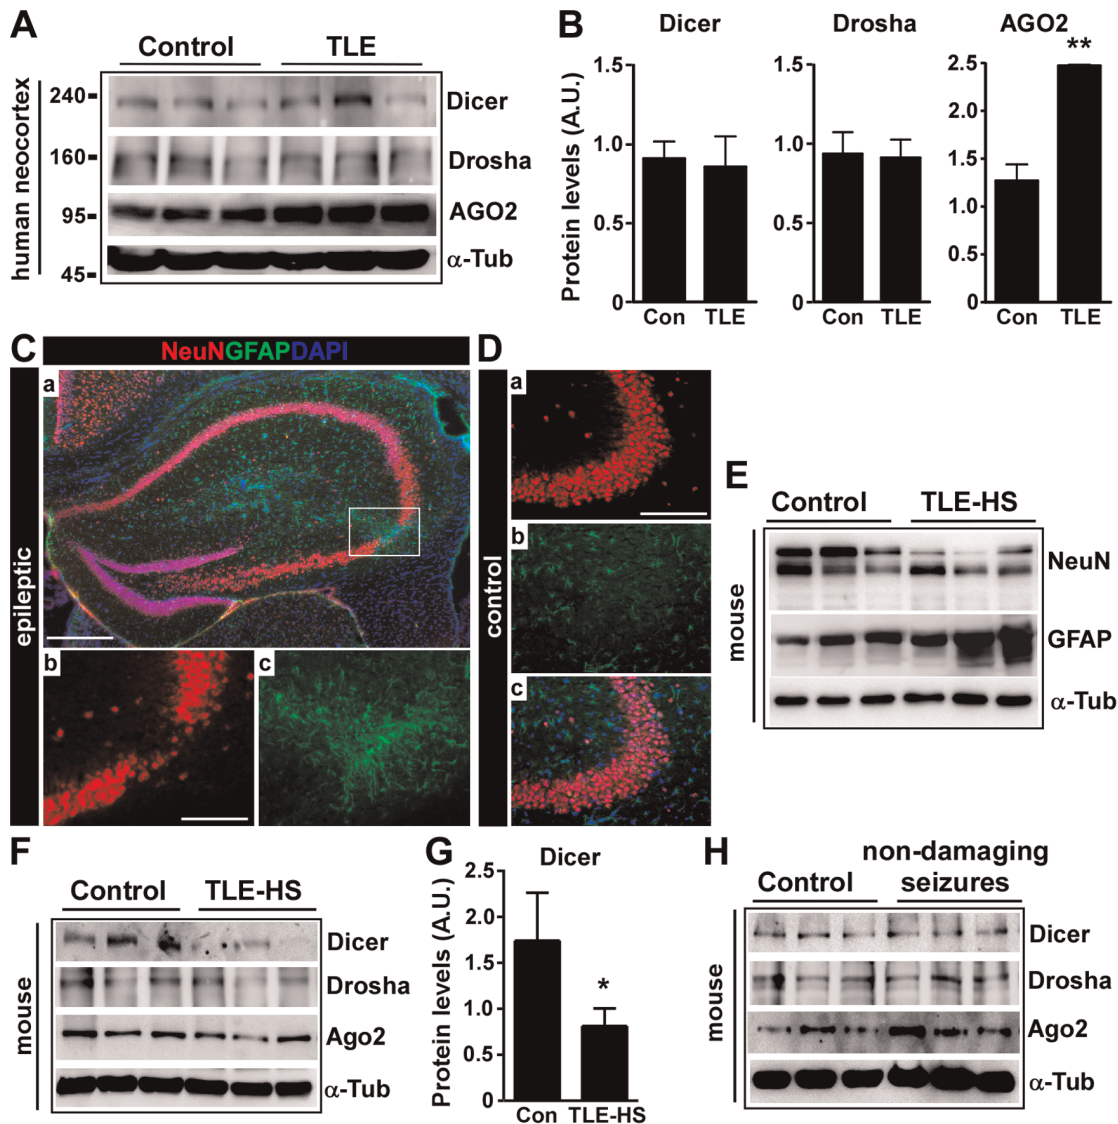 A
Control TLE
human neocortex
240
160
95
45
Dicer
Drosha
AGO2
α-Tub
B
Dicer Drosha AGO2
Protein levels (A.U.)
1.5
1.0
0.5
0
Con TLE
1.5
1.0
0.5
0
Con TLE
**
2.5
2.0
1.5
1.0
0.5
0
Con TLE
C
NeuNGFAPDAPI
epileptic
a
b
c
D
control
a
b
c
E
Control TLE-HS
mouse
NeuN
GFAP
α-Tub
F
Control TLE-HS
mouse
Dicer
Drosha
Ago2
α-Tub
G
Dicer
Protein levels (A.U.)
2.5
2.0
1.5
1.0
0.5
0
*
Con TLE-HS
H
Control non-damaging
seizures
mouse
Dicer
Drosha
Ago2
α-Tub